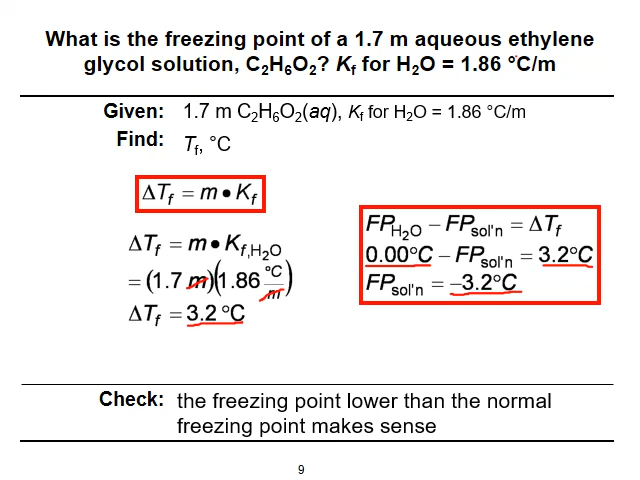 What is the freezing point of a 1.7 m aqueous ethylene
glycol solution, C₂H₆O₂? Kf for H₂O = 1.86 °C/m
Given: 1.7 m C₂H₆O₂(aq), Kf for H₂O = 1.86 °C/m
Find: Tf, °C
ΔTf = m • Kf
ΔTf = m • Kf,H₂O
= (1.7 m)(1.86 °C/m)
ΔTf = 3.2 °C
FPH₂O – FPsol'n = ΔTf
0.00°C – FPsol'n = 3.2°C
FPsol'n = –3.2°C
Check: the freezing point lower than the normal
freezing point makes sense
9